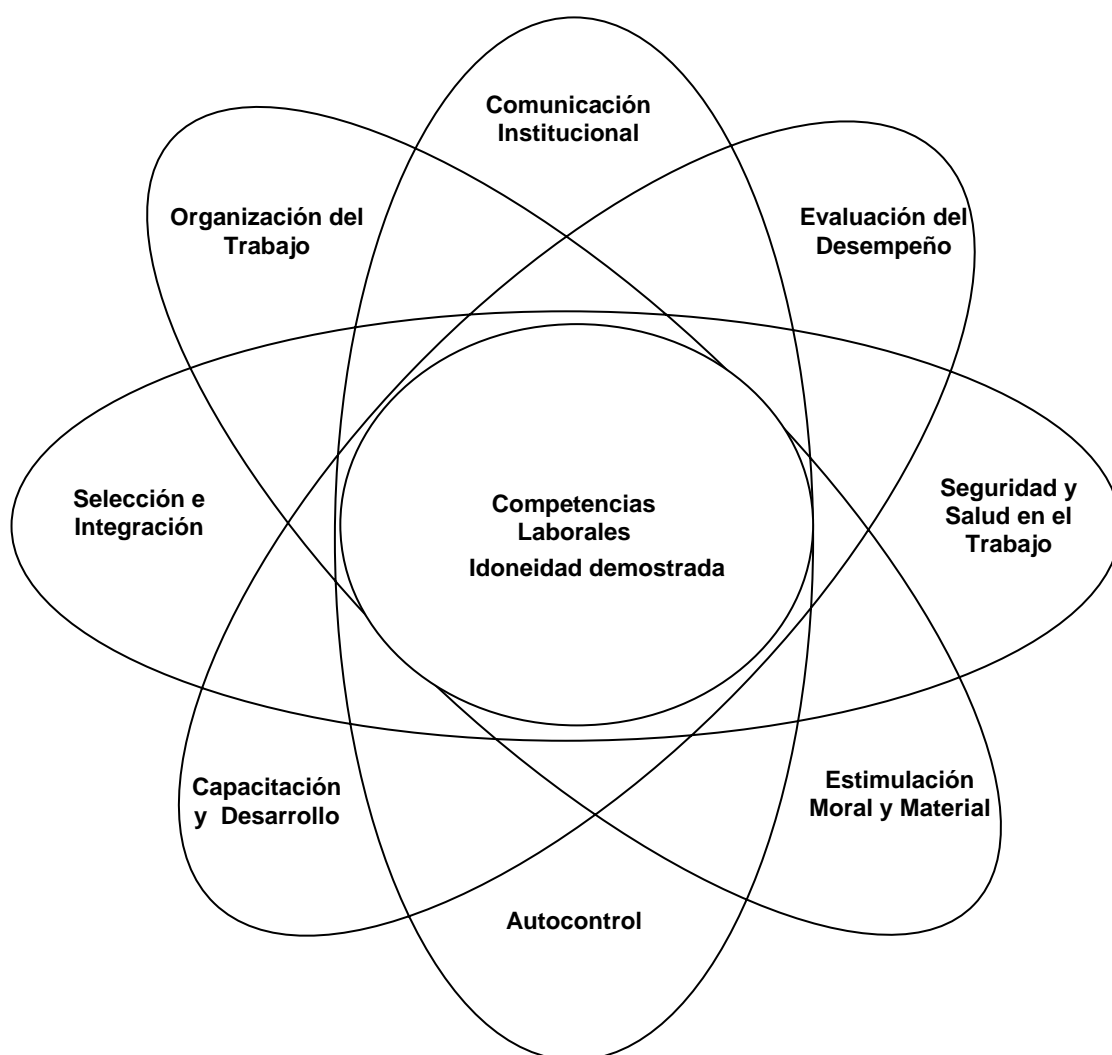 Comunicación
Institucional
Organización del
Trabajo
Evaluación del
Desempeño
Selección e
Integración
Competencias
Laborales
Idoneidad demostrada
Seguridad y
Salud en el
Trabajo
Capacitación
y Desarrollo
Estimulación
Moral y Material
Autocontrol